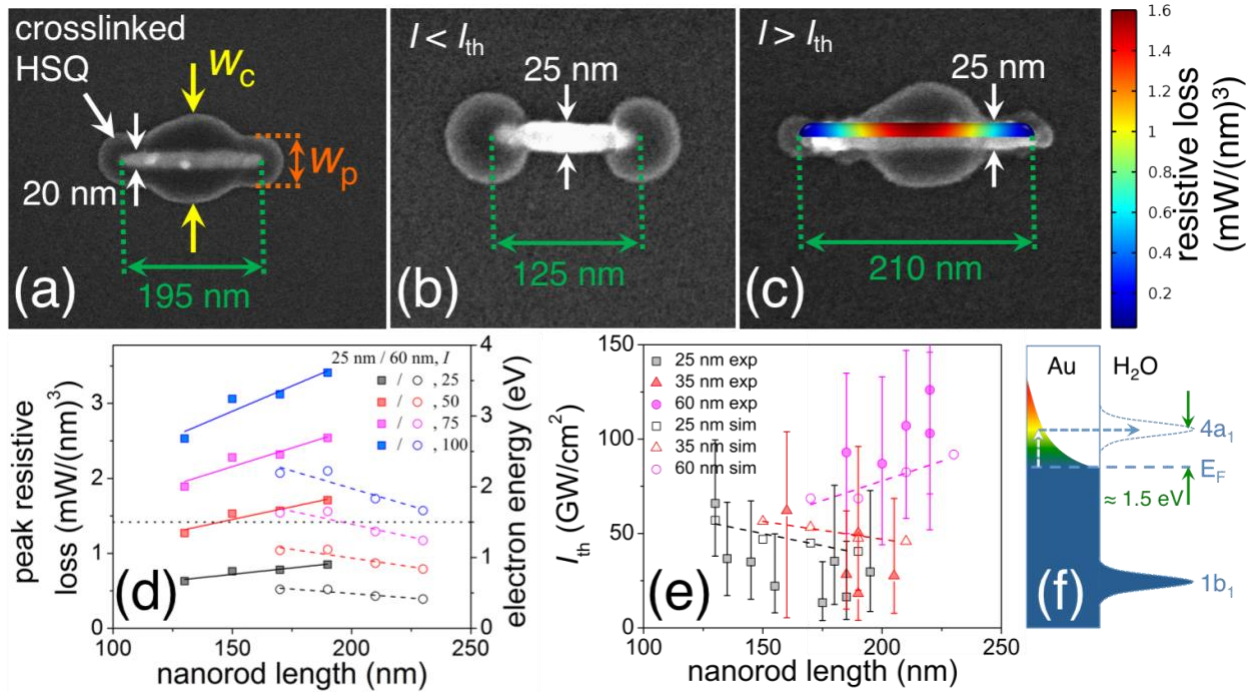 crosslinked
HSQ
W_c
W_p
20 nm
195 nm
(a)
I < I_th
25 nm
125 nm
(b)
I > I_th
25 nm
210 nm
(c)
1.6
1.4
1.2
1
0.8
0.6
0.4
0.2
resistive loss
(mW/(nm)³)
peak resistive
loss (mW/(nm)³)
3
2
1
0
25 nm / 60 nm, I
/ , 25
/ , 50
/ , 75
/ , 100
(d)
4
3
2
1
0
electron energy (eV)
100
150
200
250
nanorod length (nm)
I_th (GW/cm²)
150
100
50
0
25 nm exp
35 nm exp
60 nm exp
25 nm sim
35 nm sim
60 nm sim
(e)
100
150
200
250
nanorod length (nm)
Au
H₂O
4a₁
E_F
≈ 1.5 eV
(f)
1b₁